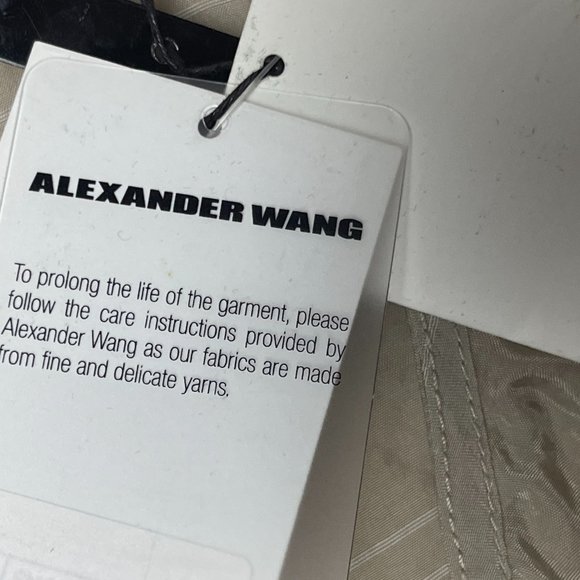 ALEXANDER WANG
To prolong the life of the garment, please
follow the care instructions provided by
Alexander Wang as our fabrics are made
from fine and delicate yarns.